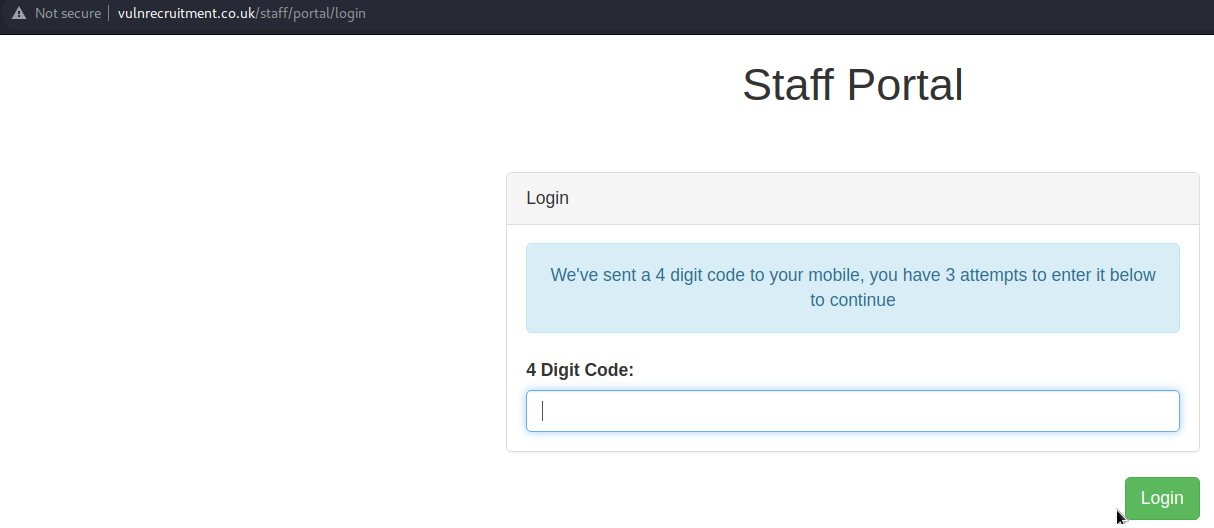 Not secure | vulnrecruitment.co.uk/staff/portal/login
Staff Portal
Login
We've sent a 4 digit code to your mobile, you have 3 attempts to enter it below
to continue
4 Digit Code:
Login